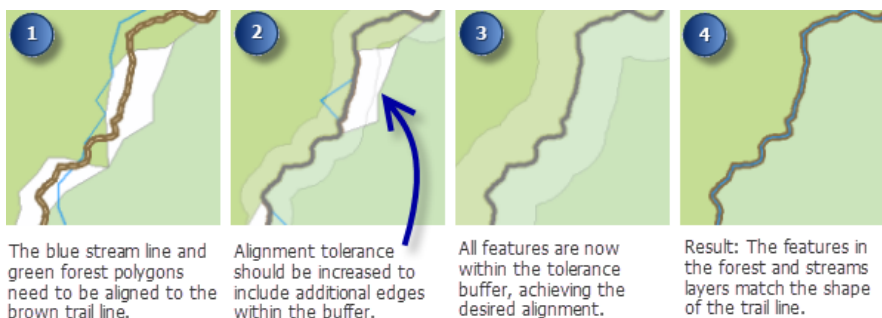 1
2
3
4
The blue stream line and
green forest polygons
need to be aligned to the
brown trail line.
Alignment tolerance
should be increased to
include additional edges
within the buffer.
All features are now
within the tolerance
buffer, achieving the
desired alignment.
Result: The features in
the forest and streams
layers match the shape
of the trail line.